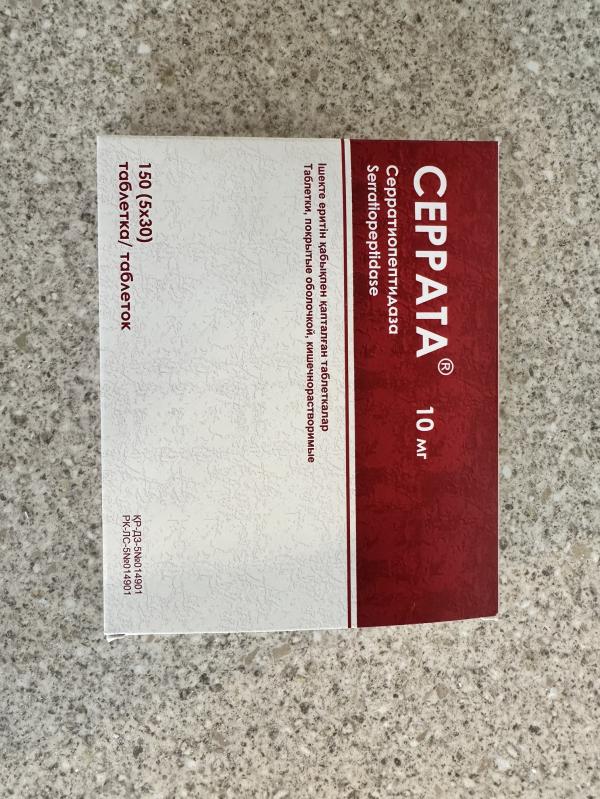 СЕРРАТА® 10 мг
Серратиопептидаза
Serratiopeptidase
Ішекте еритін қабықпен қапталған таблеткалар
Таблетки, покрытые оболочкой, кишечнорастворимые
150 (5х30)
таблетка/ таблеток
ҚР-ДЗ-5№014901
РК-ЛС-5№014901